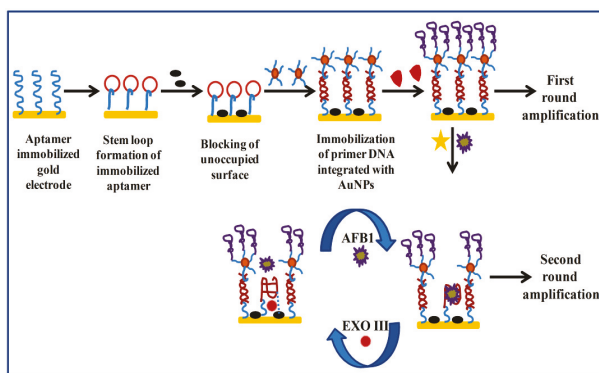 Aptamer
immobilized
gold
electrode
Stem loop
formation of
immobilized
aptamer
Blocking of
unoccupied
surface
Immobilization
of primer DNA
integrated with
AuNPs
First
round
amplification
AFB1
EXO III
Second
round
amplification